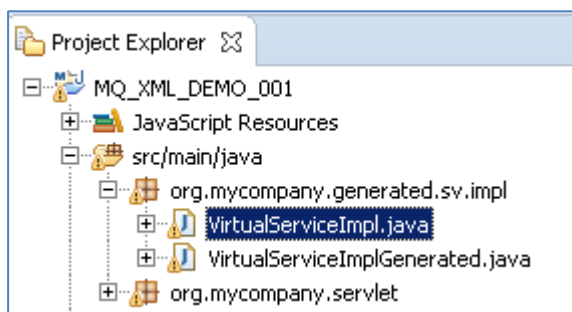 Project Explorer
MQ_XML_DEMO_001
JavaScript Resources
src/main/java
org.mycompany.generated.sv.impl
VirtualServiceImpl.java
VirtualServiceImplGenerated.java
org.mycompany.servlet